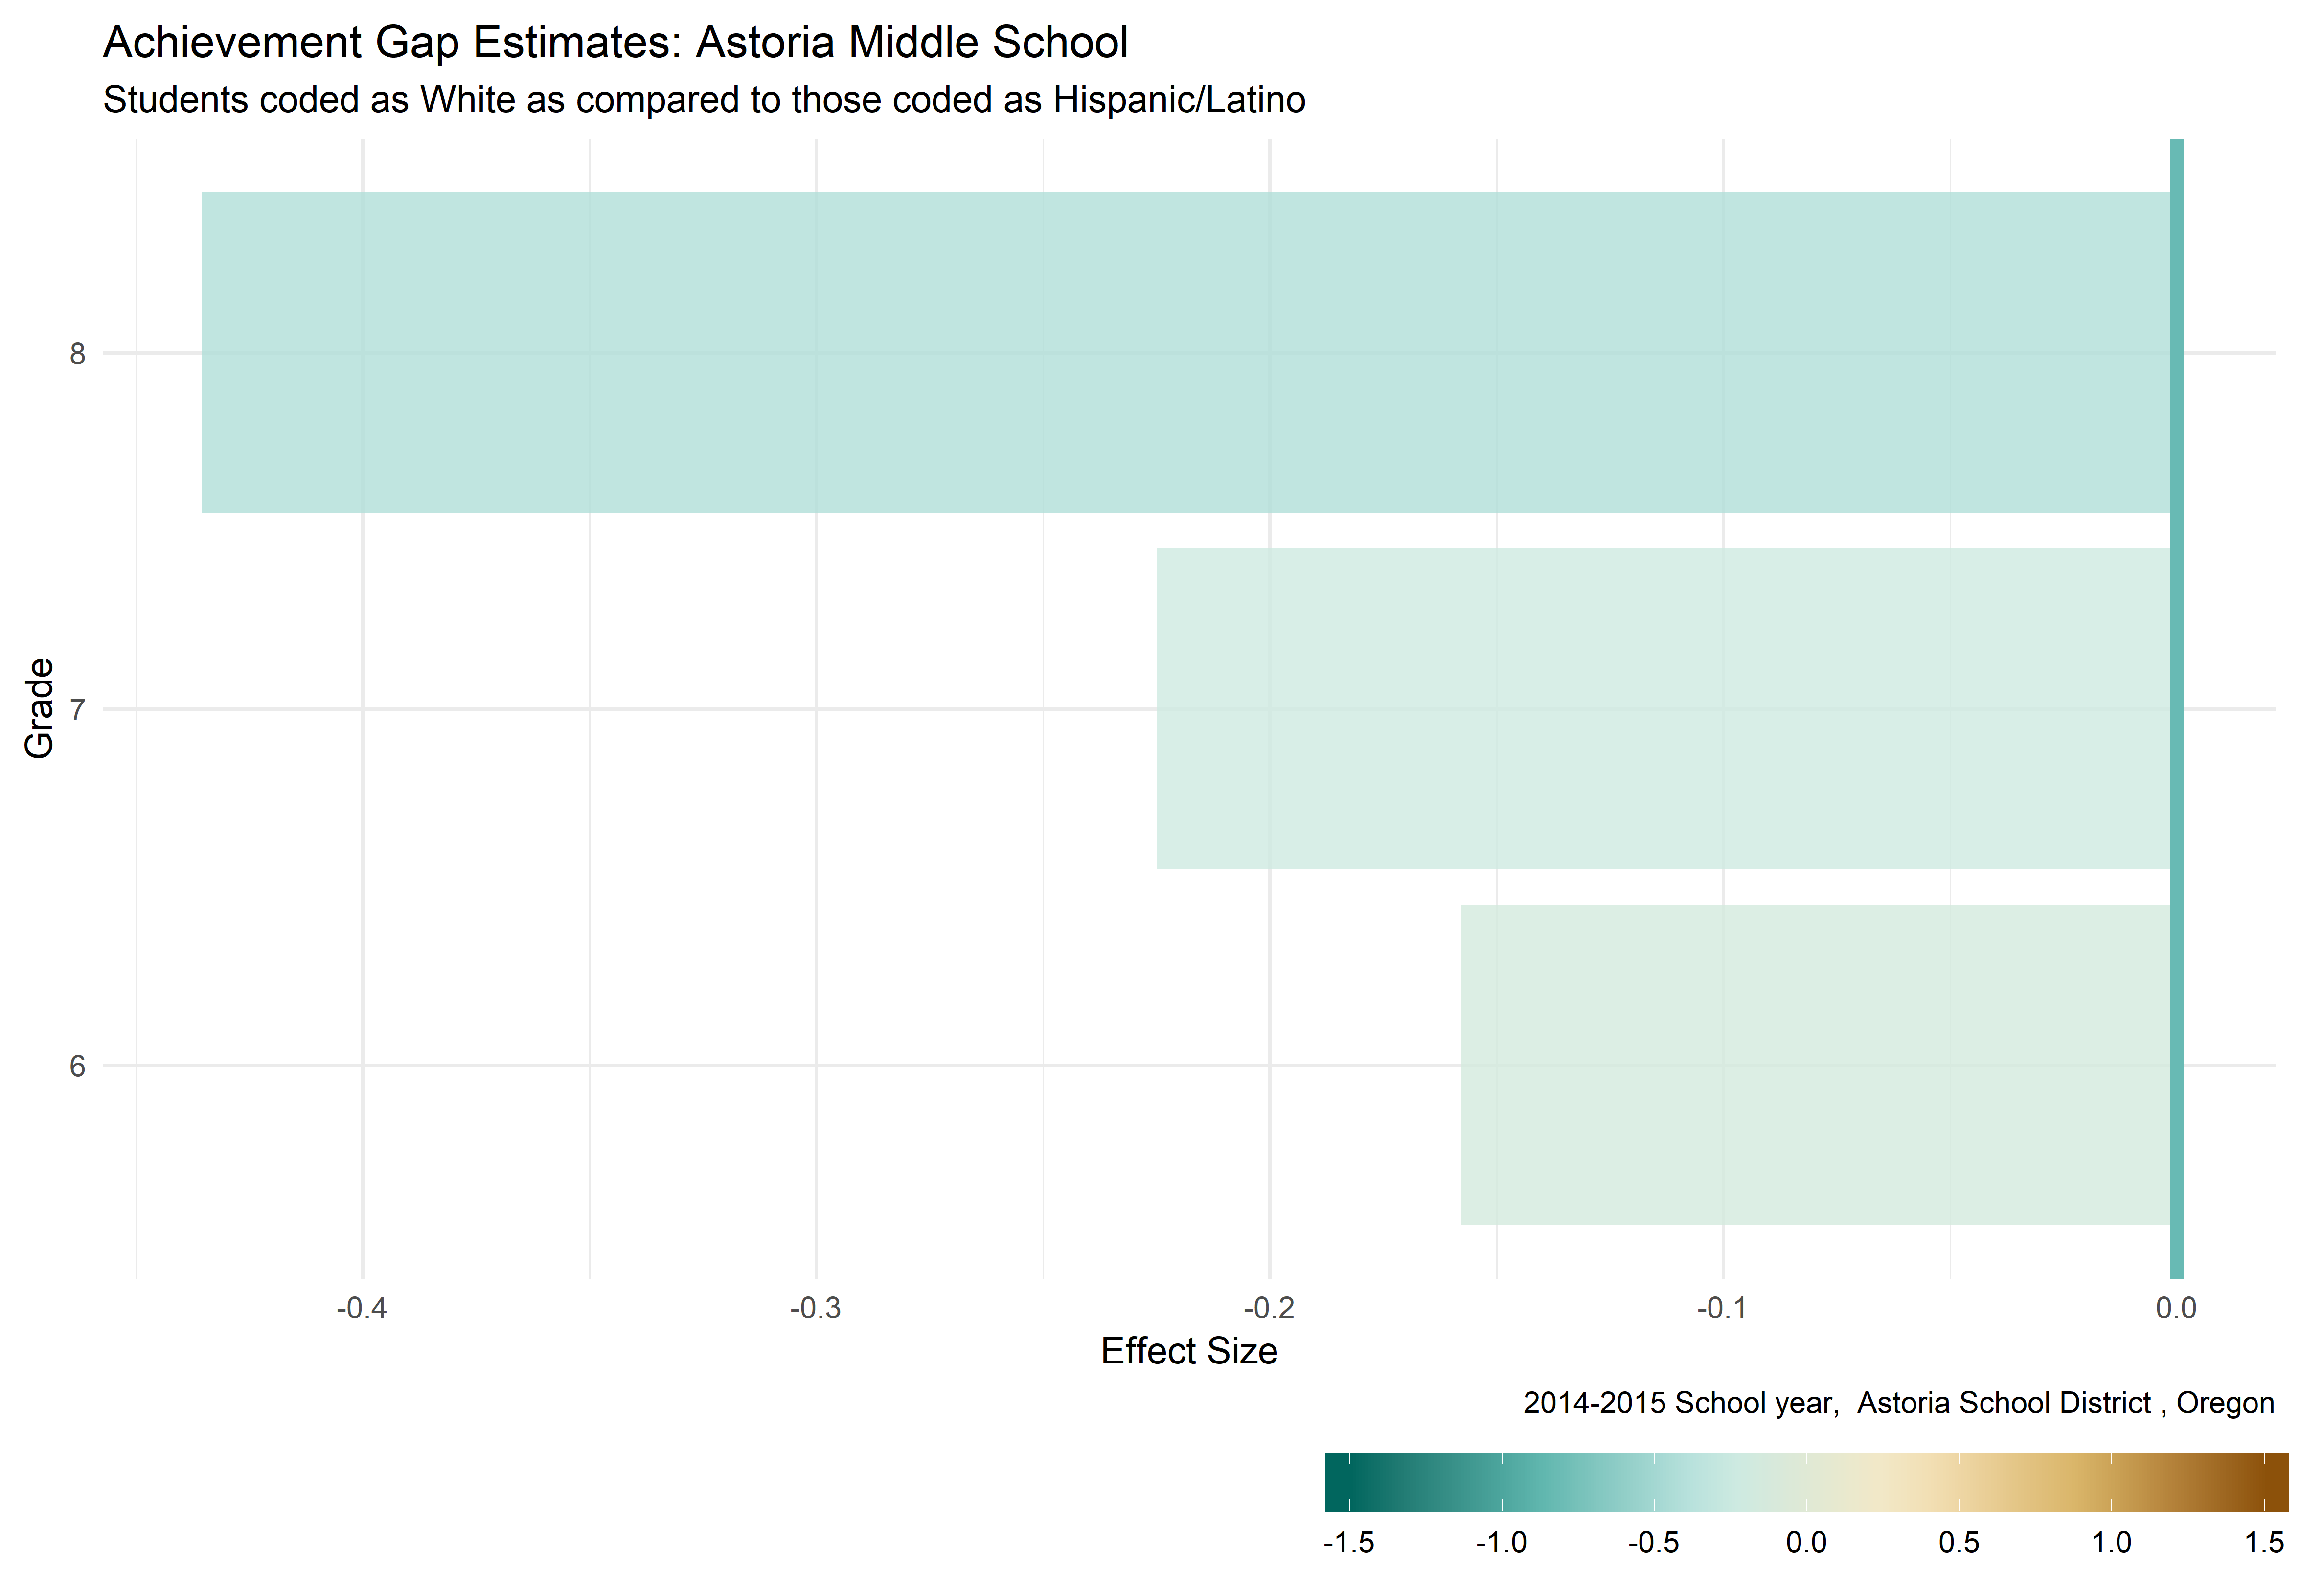 Achievement Gap Estimates: Astoria Middle School
Students coded as White as compared to those coded as Hispanic/Latino
Grade
8
7
6
-0.4 -0.3 -0.2 -0.1 0.0
Effect Size
2014-2015 School year,  Astoria School District , Oregon
-1.5 -1.0 -0.5 0.0 0.5 1.0 1.5